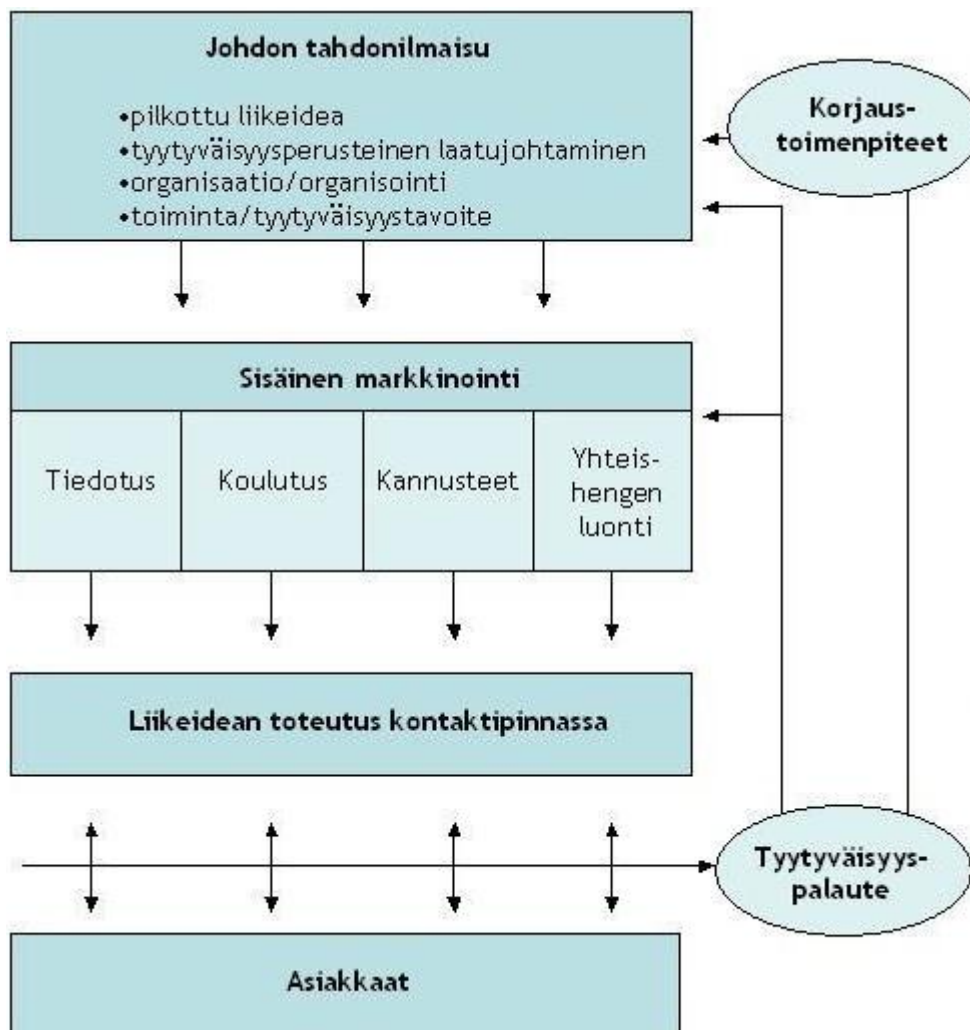 Johdon tahdonilmaisu
•pilkottu liikeidea
•tyytyväisyysperusteinen laatujohtaminen
•organisaatio/organisointi
•toiminta/tyytyväisyystavoite
Korjaus-
toimenpiteet
Sisäinen markkinointi
Tiedotus
Koulutus
Kannusteet
Yhteis-
hengen
luonti
Liikeidean toteutus kontaktipinnassa
Tyytyväisyys-
palaute
Asiakkaat